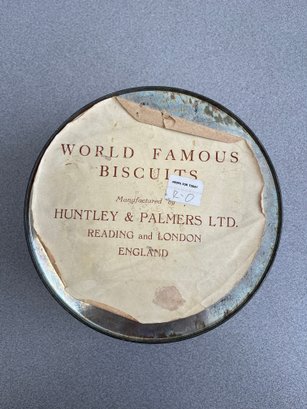 WORLD FAMOUS
BISCUITS
Manufactured by
HUNTLEY & PALMERS LTD.
READING and LONDON
ENGLAND